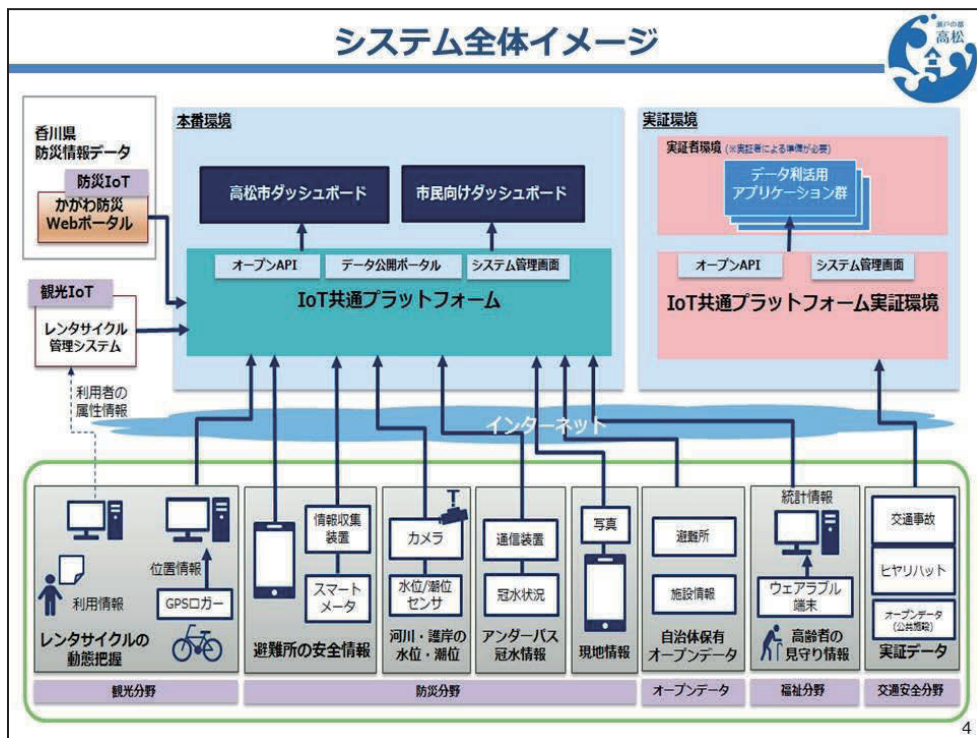 システム全体イメージ
瀬戸の都
高松
香川県
防災情報データ
防災IoT
かがわ防災
Webポータル
観光IoT
レンタサイクル
管理システム
利用者の
属性情報
本番環境
高松市ダッシュボード
市民向けダッシュボード
オープンAPI
データ公開ポータル
システム管理画面
IoT共通プラットフォーム
実証環境
実証者環境 (※実証者による準備が必要)
データ利活用
アプリケーション群
オープンAPI
システム管理画面
IoT共通プラットフォーム実証環境
インターネット
位置情報
利用情報
GPSロガー
レンタサイクルの
動態把握
観光分野
情報収集
装置
スマート
メータ
避難所の安全情報
カメラ
水位/潮位
センサ
河川・護岸の
水位・潮位
通信装置
冠水状況
アンダーパス
冠水情報
写真
現地情報
防災分野
避難所
施設情報
自治体保有
オープンデータ
オープンデータ
統計情報
ウェアラブル
端末
高齢者の
見守り情報
福祉分野
交通事故
ヒヤリハット
オープンデータ
(公共施設)
実証データ
交通安全分野
4